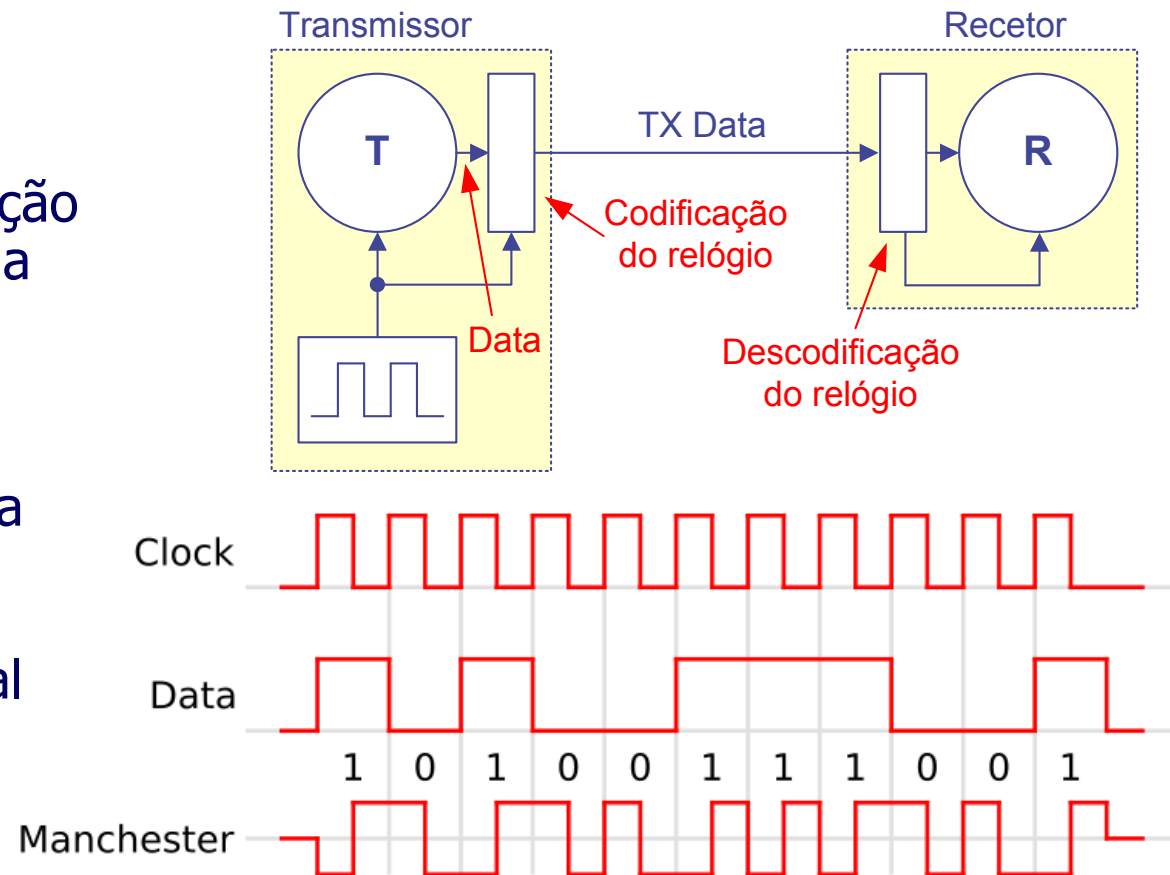 Transmissor
Recetor
T
TX Data
R
ção
a
Codificação
do relógio
Data
Descodificação
do relógio
a
Clock
al
Data
1 0 1 0 0 1 1 1 0 0 1
Manchester